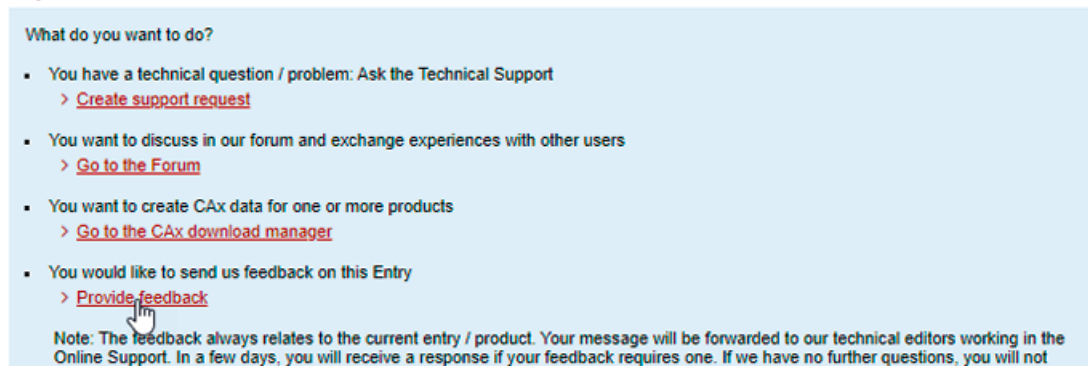 What do you want to do?
▪ You have a technical question / problem: Ask the Technical Support
> Create support request
▪ You want to discuss in our forum and exchange experiences with other users
> Go to the Forum
▪ You want to create CAx data for one or more products
> Go to the CAx download manager
▪ You would like to send us feedback on this Entry
> Provide feedback
Note: The feedback always relates to the current entry / product. Your message will be forwarded to our technical editors working in the
Online Support. In a few days, you will receive a response if your feedback requires one. If we have no further questions, you will not